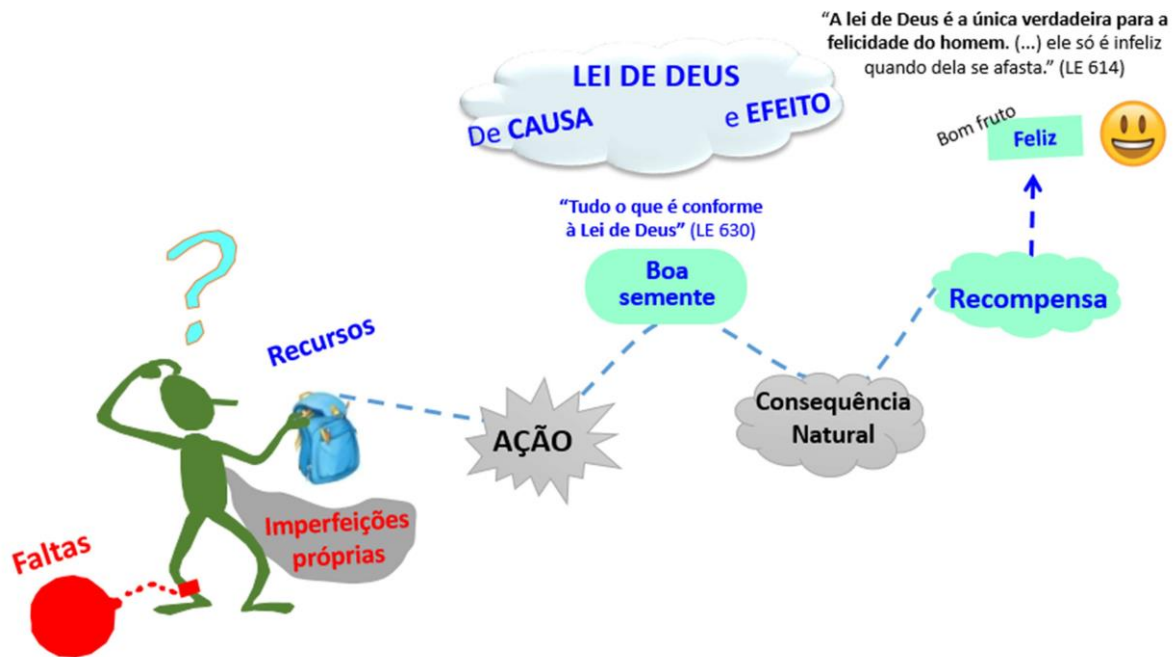 “A lei de Deus é a única verdadeira para a
felicidade do homem. (...) ele só é infeliz
quando dela se afasta.” (LE 614)
LEI DE DEUS
De CAUSA e EFEITO
Bom fruto
Feliz
“Tudo o que é conforme
à Lei de Deus” (LE 630)
Boa
semente
Recompensa
?
Recursos
AÇÃO
Consequência
Natural
Imperfeições
próprias
Faltas